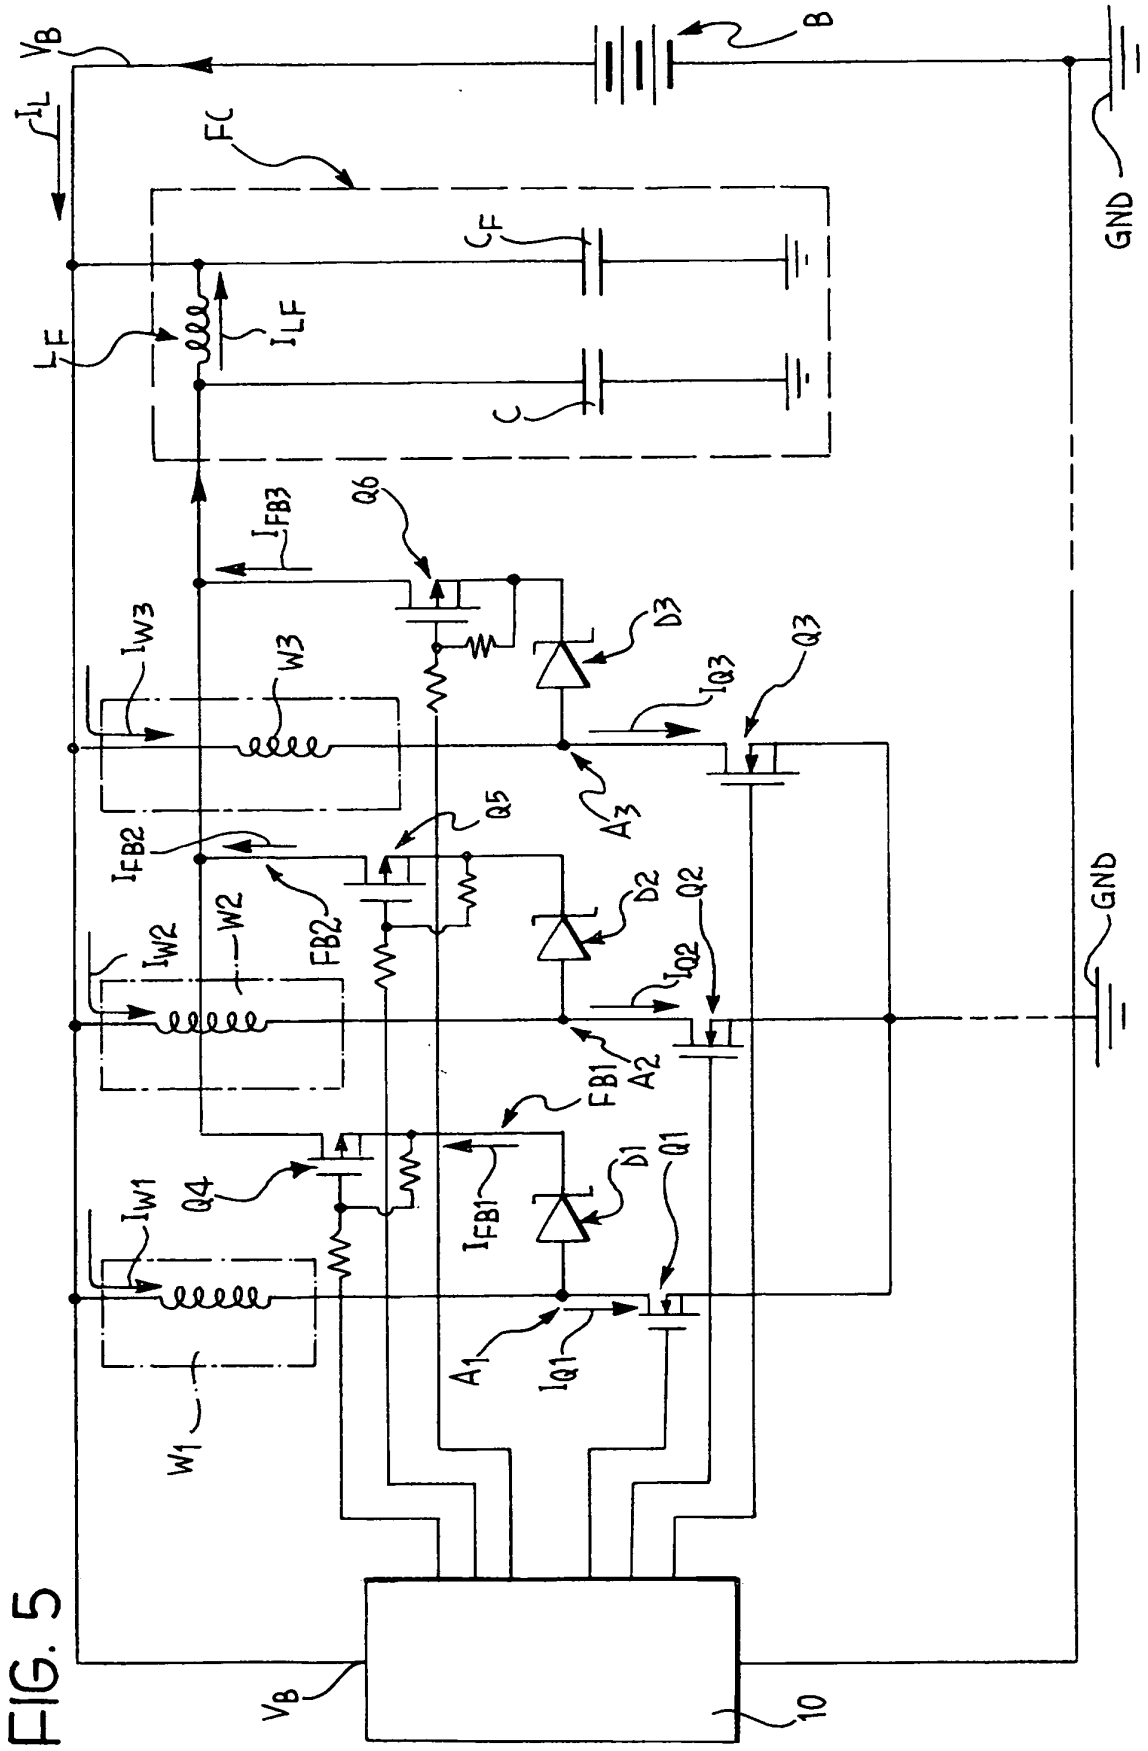 FIG. 5
VB
IL
LF
FC
ILF
CF
C
B
GND
IW1
W1
IW2
W2
IW3
W3
IFB2
FB2
IFB3
Q4
Q5
Q6
IFB1
FB1
D1
D2
D3
A1
IQ1
Q1
A2
IQ2
Q2
A3
IQ3
Q3
GND
VB
10